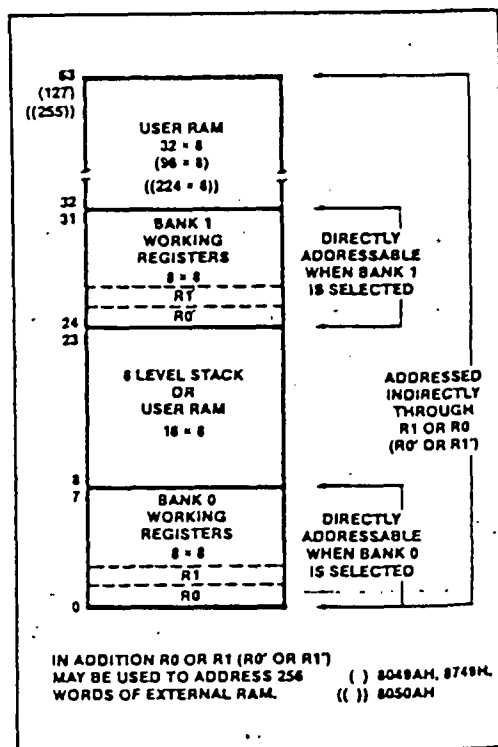 63
(127)
((255))
USER RAM
32 × 8
(96 × 8)
((224 × 8))
32
31
BANK 1
WORKING
REGISTERS
8 × 8
R1'
R0'
DIRECTLY
ADDRESSABLE
WHEN BANK 1
IS SELECTED
24
23
8 LEVEL STACK
OR
USER RAM
16 × 8
ADDRESSED
INDIRECTLY
THROUGH
R1 OR R0
(R0' OR R1')
8
7
BANK 0
WORKING
REGISTERS
8 × 8
R1
R0
DIRECTLY
ADDRESSABLE
WHEN BANK 0
IS SELECTED
0
IN ADDITION R0 OR R1 (R0' OR R1')
MAY BE USED TO ADDRESS 256
WORDS OF EXTERNAL RAM.
( ) 8049AH, 8749H,
(( )) 8050AH